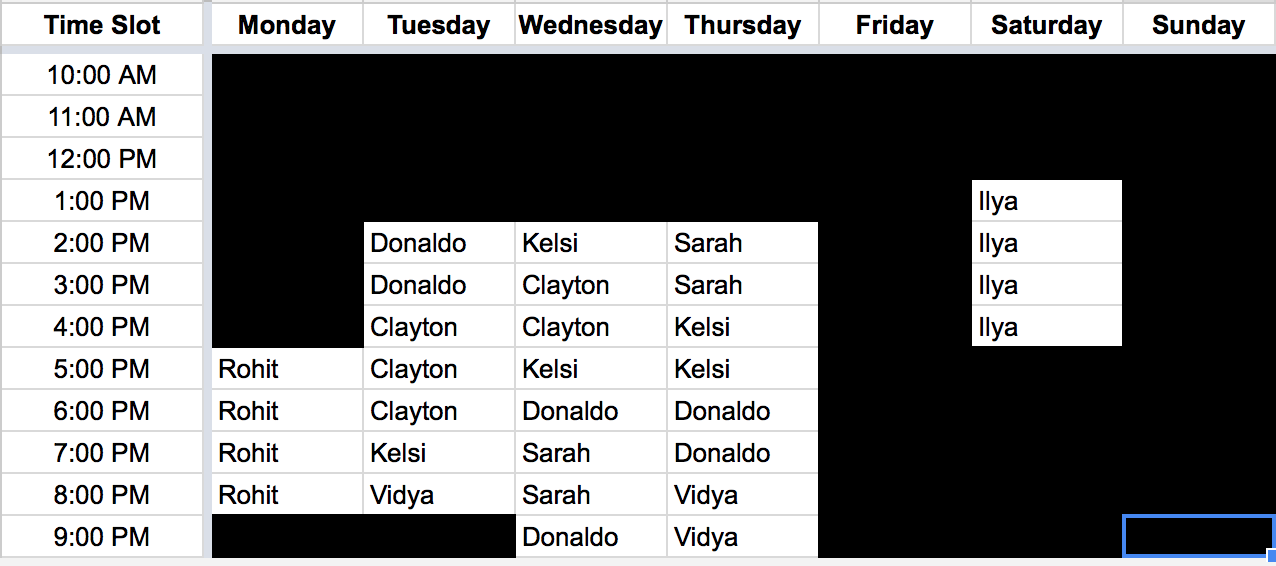 Time Slot Monday Tuesday Wednesday Thursday Friday Saturday Sunday
10:00 AM
11:00 AM
12:00 PM
1:00 PM Ilya
2:00 PM Donaldo Kelsi Sarah Ilya
3:00 PM Donaldo Clayton Sarah Ilya
4:00 PM Clayton Clayton Kelsi Ilya
5:00 PM Rohit Clayton Kelsi Kelsi
6:00 PM Rohit Clayton Donaldo Donaldo
7:00 PM Rohit Kelsi Sarah Donaldo
8:00 PM Rohit Vidya Sarah Vidya
9:00 PM Donaldo Vidya